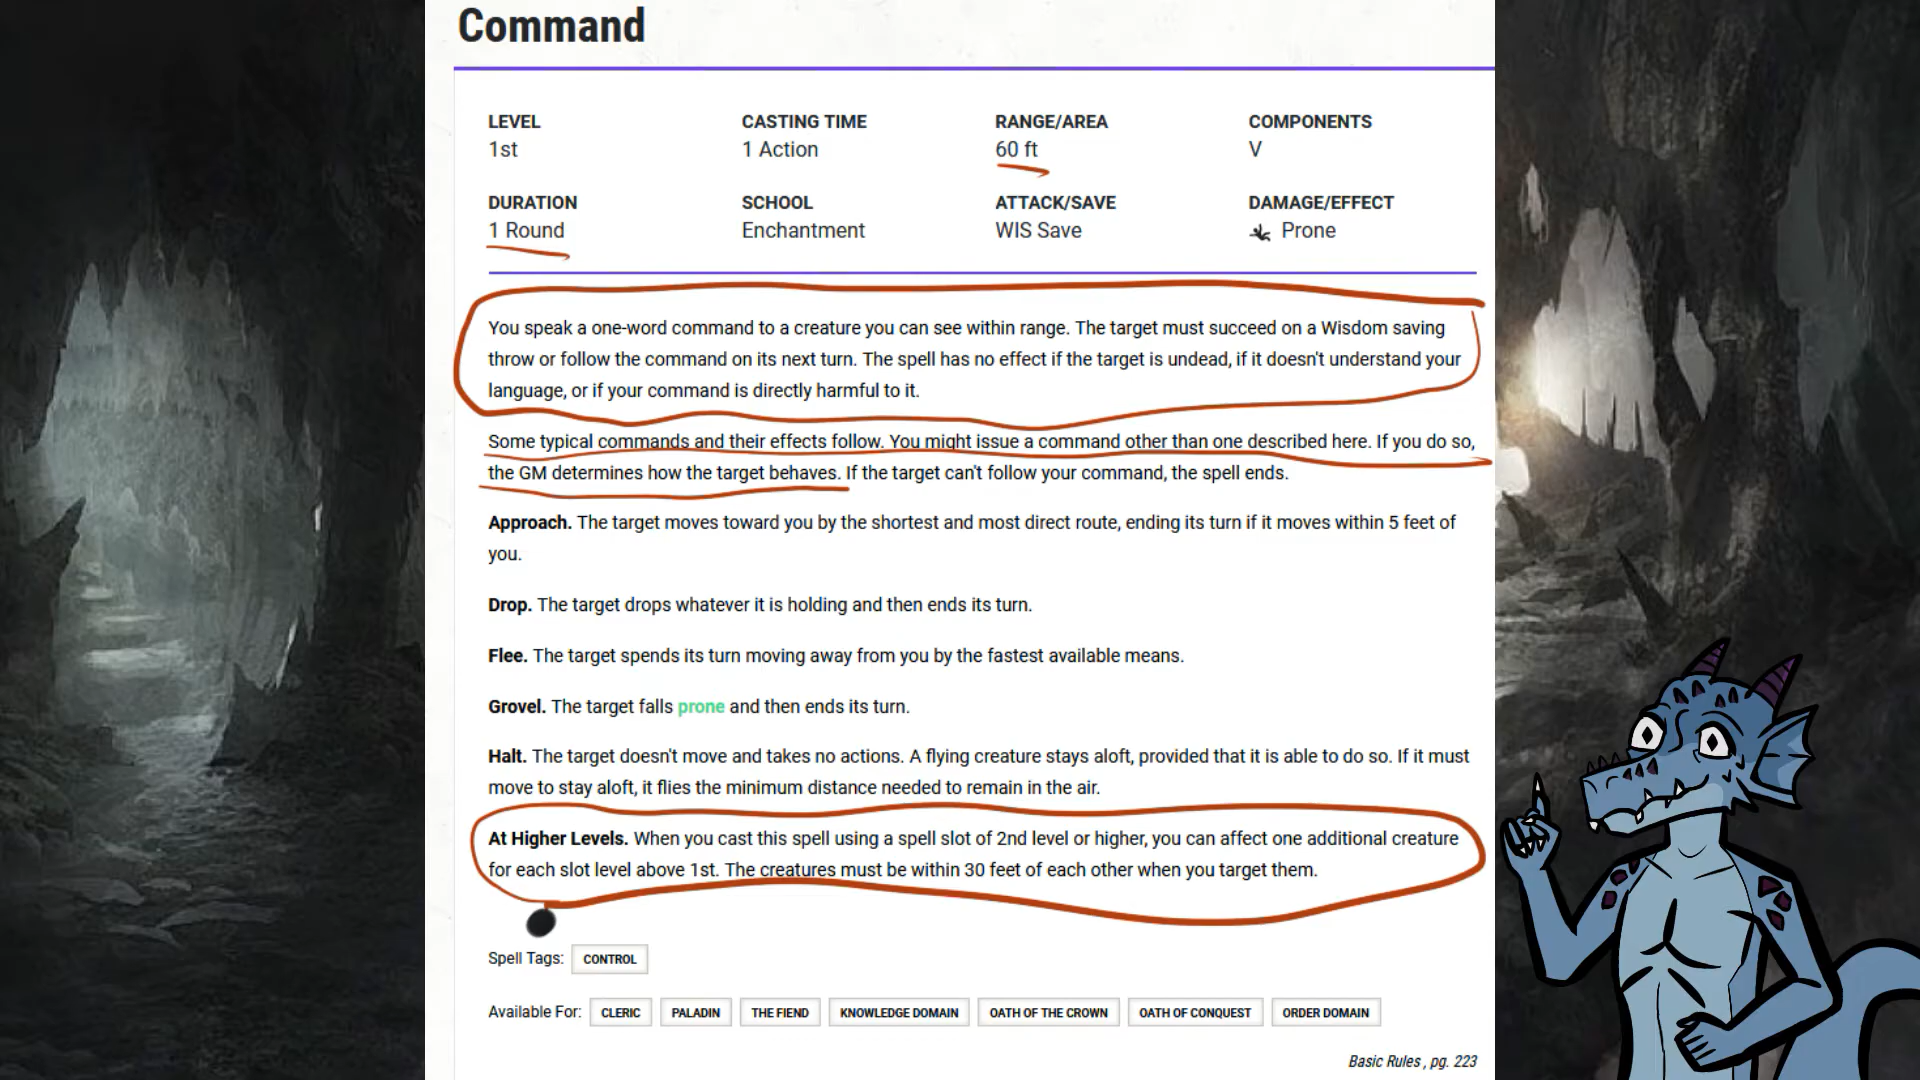 Command
LEVEL CASTING TIME RANGE/AREA COMPONENTS
1st 1 Action 60 ft V
DURATION SCHOOL ATTACK/SAVE DAMAGE/EFFECT
1 Round Enchantment WIS Save Prone
You speak a one-word command to a creature you can see within range. The target must succeed on a Wisdom saving
throw or follow the command on its next turn. The spell has no effect if the target is undead, if it doesn't understand your
language, or if your command is directly harmful to it.
Some typical commands and their effects follow. You might issue a command other than one described here. If you do so,
the GM determines how the target behaves. If the target can't follow your command, the spell ends.
Approach. The target moves toward you by the shortest and most direct route, ending its turn if it moves within 5 feet of
you.
Drop. The target drops whatever it is holding and then ends its turn.
Flee. The target spends its turn moving away from you by the fastest available means.
Grovel. The target falls prone and then ends its turn.
Halt. The target doesn't move and takes no actions. A flying creature stays aloft, provided that it is able to do so. If it must
move to stay aloft, it flies the minimum distance needed to remain in the air.
At Higher Levels. When you cast this spell using a spell slot of 2nd level or higher, you can affect one additional creature
for each slot level above 1st. The creatures must be within 30 feet of each other when you target them.
Spell Tags: CONTROL
Available For: CLERIC PALADIN THE FIEND KNOWLEDGE DOMAIN OATH OF THE CROWN OATH OF CONQUEST ORDER DOMAIN
Basic Rules , pg. 223